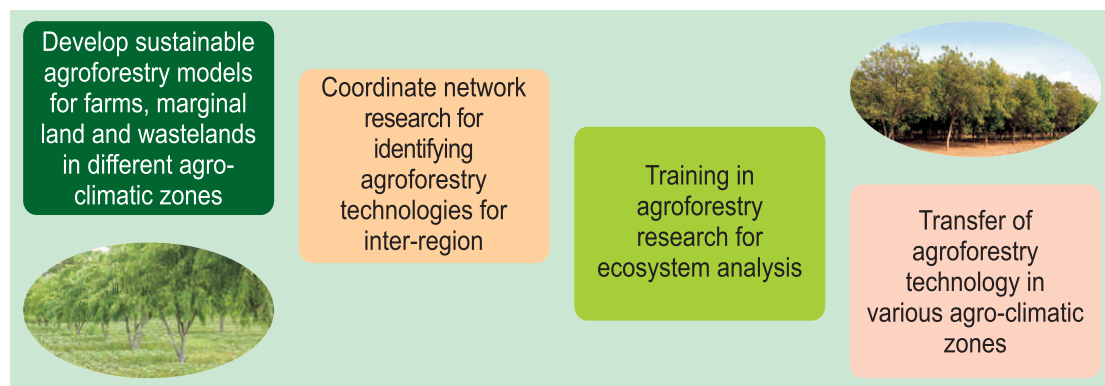 Develop sustainable
agroforestry models
for farms, marginal
land and wastelands
in different agro-
climatic zones
Coordinate network
research for
identifying
agroforestry
technologies for
inter-region
Training in
agroforestry
research for
ecosystem analysis
Transfer of
agroforestry
technology in
various agro-climatic
zones